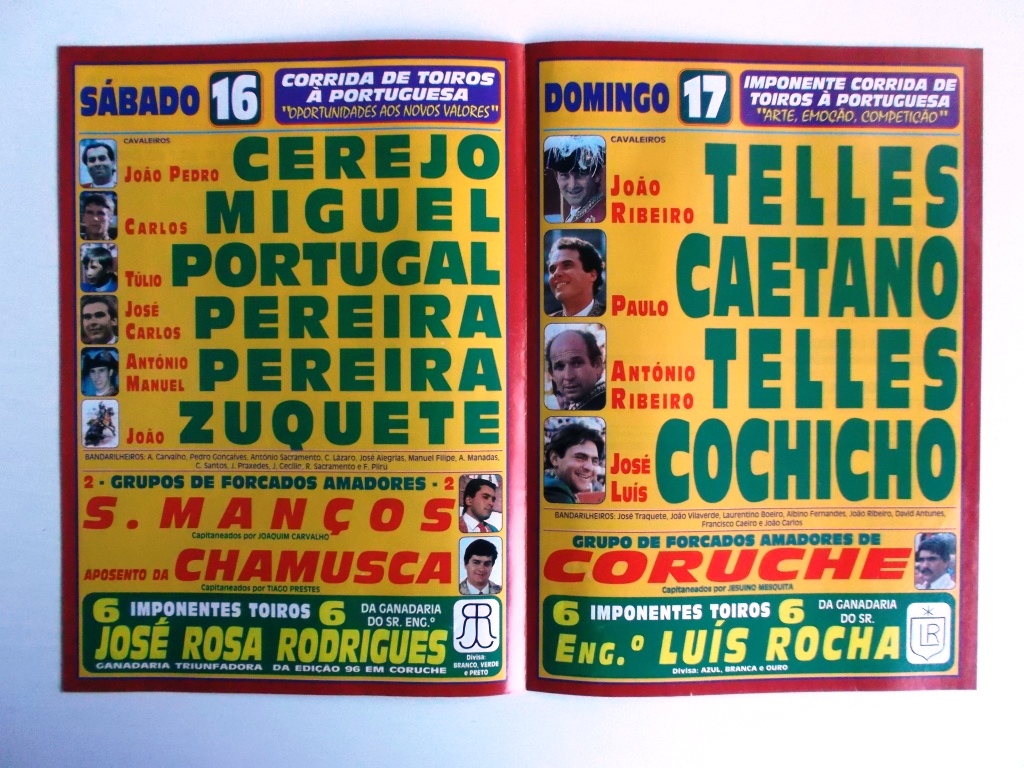 SÁBADO 16
CORRIDA DE TOIROS
À PORTUGUESA
"OPORTUNIDADES AOS NOVOS VALORES"
CAVALEIROS
JOÃO PEDRO CEREJO
CARLOS MIGUEL
TÚLIO PORTUGAL
JOSÉ CARLOS PEREIRA
ANTÓNIO MANUEL PEREIRA
JOÃO ZUQUETE
BANDARILHEIROS: A. Carvalho, Pedro Gonçalves, António Sacramento, C. Lázaro, José Alegrias, Manuel Filipe, A. Manadas,
C. Santos, J. Praxedes, J. Cecílie, R. Sacramento e F. Pirú
2 - GRUPOS DE FORCADOS AMADORES - 2
S. MANÇOS
Capitaneados por JOAQUIM CARVALHO
APOSENTO DA CHAMUSCA
Capitaneados por TIAGO PRESTES
6 IMPONENTES TOIROS 6
DA GANADARIA
DO SR. ENG.º
JOSÉ ROSA RODRIGUES
GANADARIA TRIUNFADORA DA EDIÇÃO 96 EM CORUCHE
Divisa:
BRANCO, VERDE
e PRETO
DOMINGO 17
IMPONENTE CORRIDA DE
TOIROS À PORTUGUESA
"ARTE, EMOÇÃO, COMPETIÇÃO"
CAVALEIROS
JOÃO RIBEIRO TELLES
PAULO CAETANO
ANTÓNIO RIBEIRO TELLES
JOSÉ LUÍS COCHICHO
BANDARILHEIROS: José Traquete, João Vilaverde, Laurentino Boeiro, Albino Fernandes, João Ribeiro, David Antunes,
Francisco Caeiro e João Carlos
GRUPO DE FORCADOS AMADORES DE
CORUCHE
Capitaneados por JESUINO MESQUITA
6 IMPONENTES TOIROS 6
DA GANADARIA
DO SR.
ENG.º LUÍS ROCHA
Divisa: AZUL, BRANCA e OURO
LR